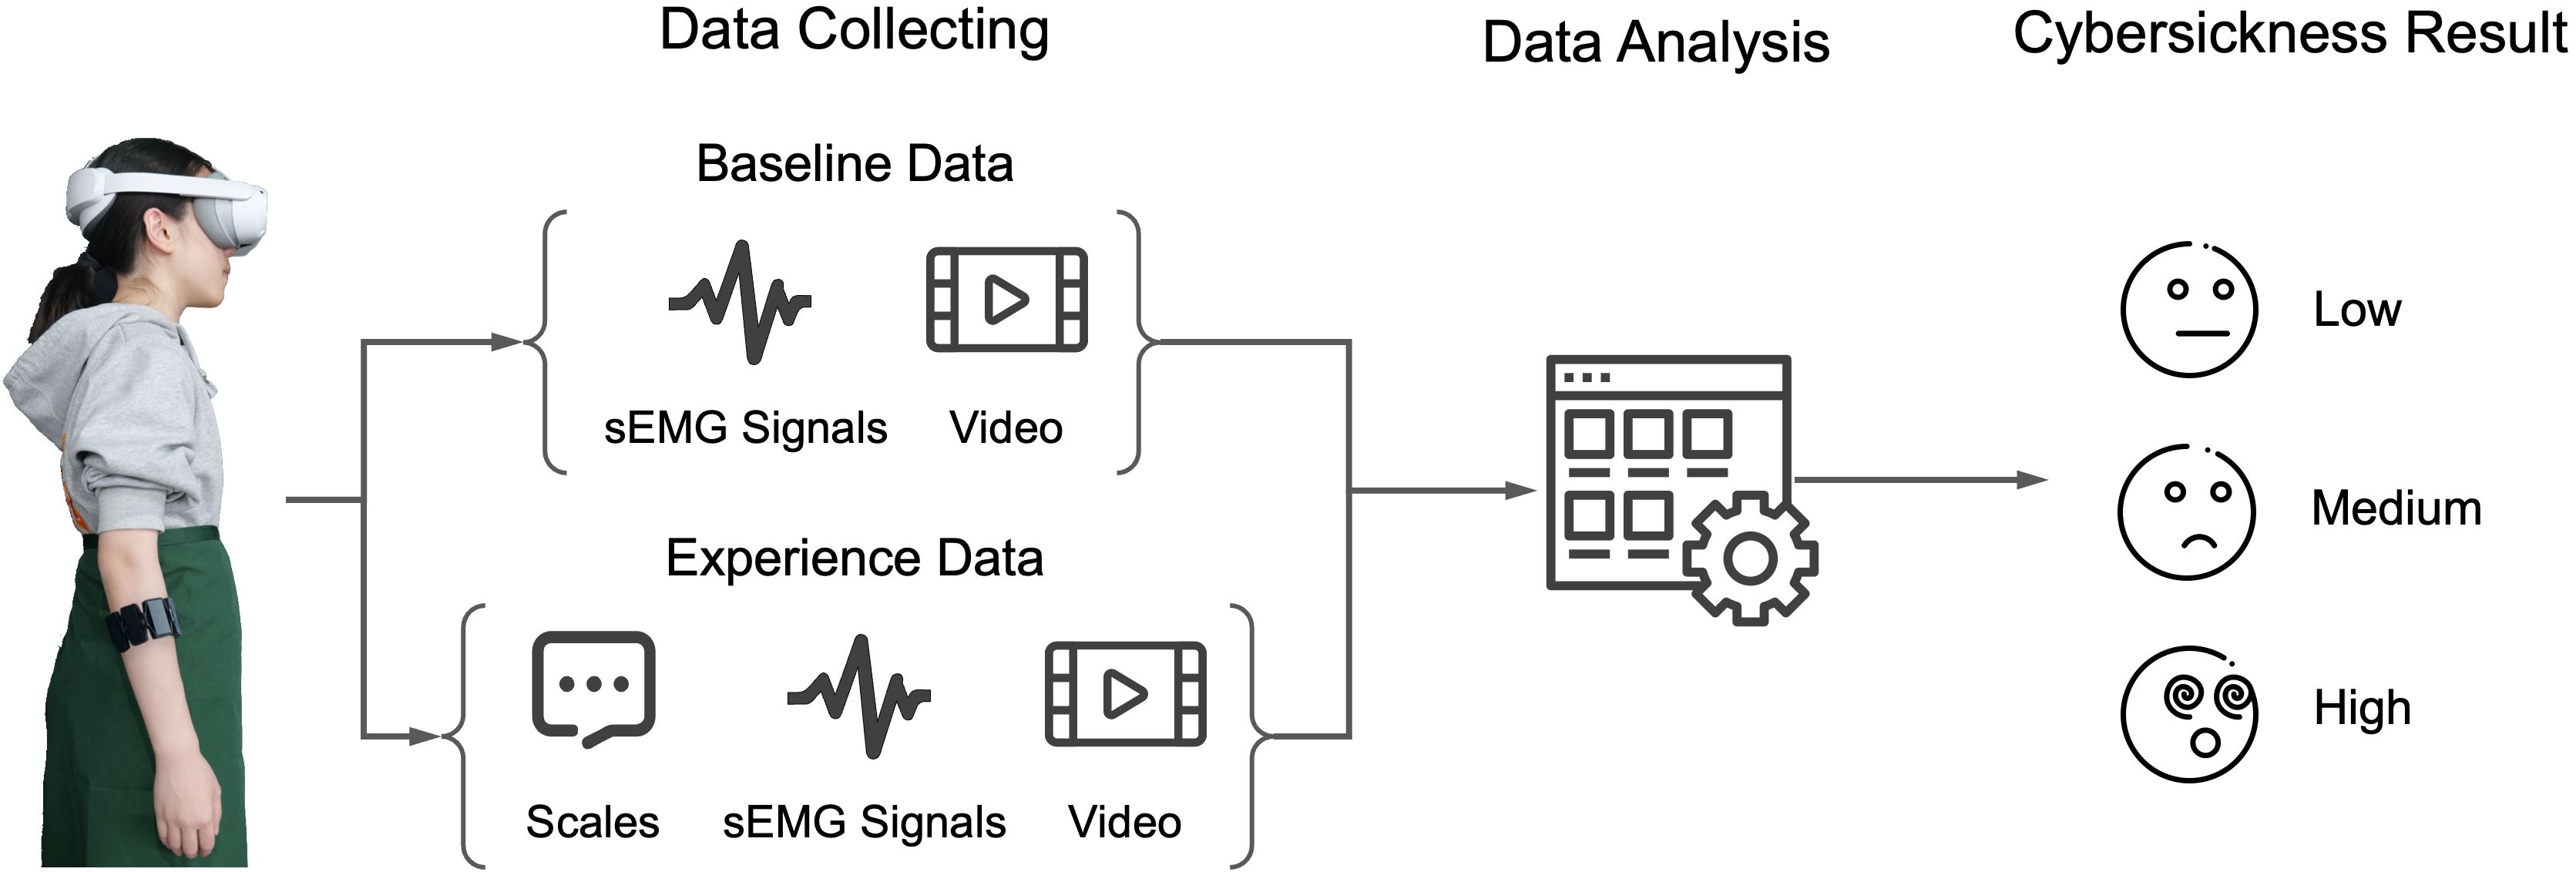 Data Collecting
Data Analysis
Cybersickness Result
Baseline Data
sEMG Signals
Video
Experience Data
Scales
sEMG Signals
Video
Low
Medium
High